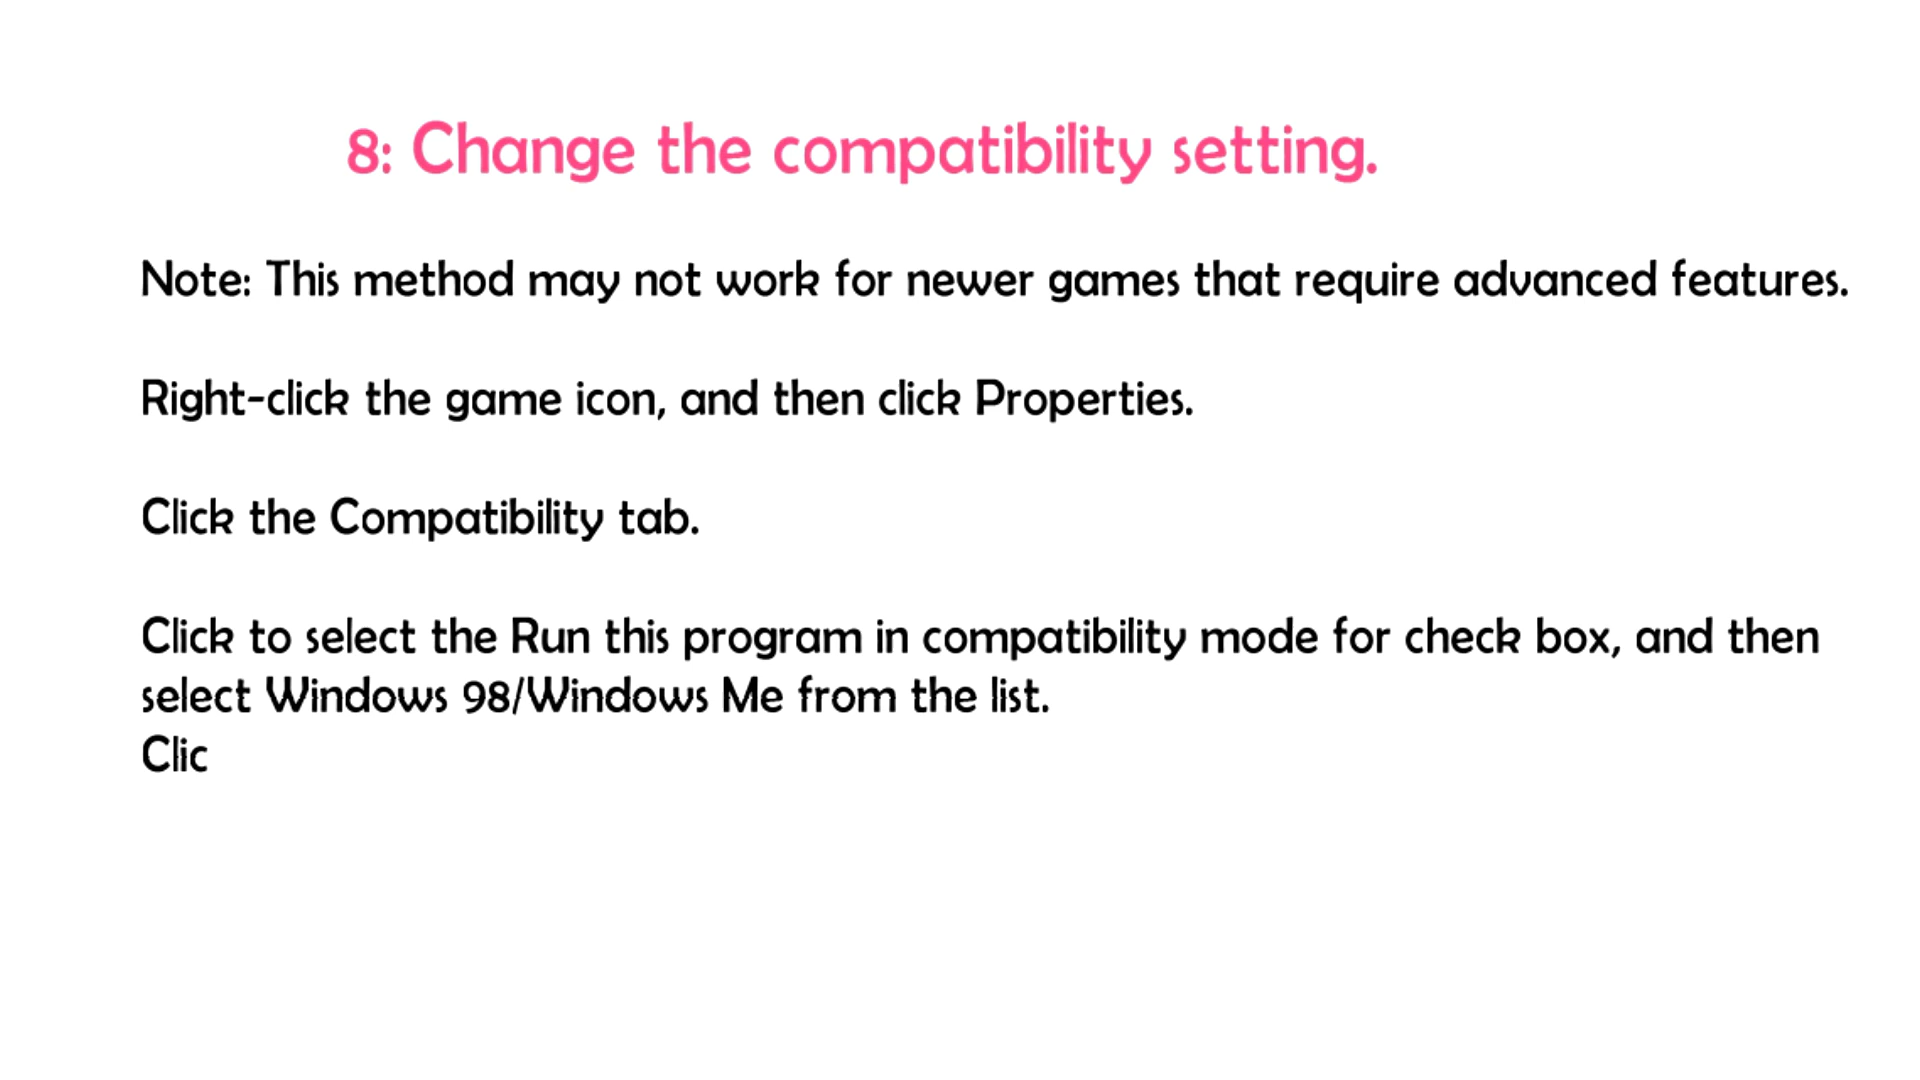 8: Change the compatibility setting.
Note: This method may not work for newer games that require advanced features.
Right-click the game icon, and then click Properties.
Click the Compatibility tab.
Click to select the Run this program in compatibility mode for check box, and then
select Windows 98/Windows Me from the list.
Clic